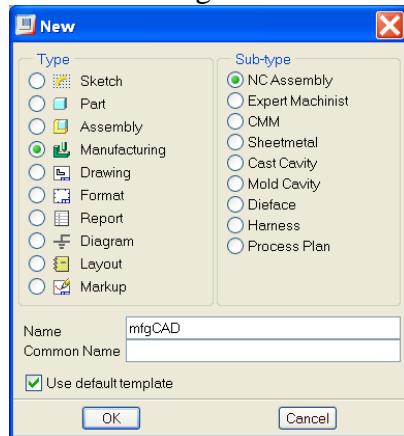 New
Type
Sketch
Part
Assembly
Manufacturing
Drawing
Format
Report
Diagram
Layout
Markup
Sub-type
NC Assembly
Expert Machinist
CMM
Sheetmetal
Cast Cavity
Mold Cavity
Dieface
Harness
Process Plan
Name mfgCAD
Common Name
Use default template
OK Cancel